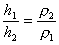 h₁/h₂ = ρ₂/ρ₁